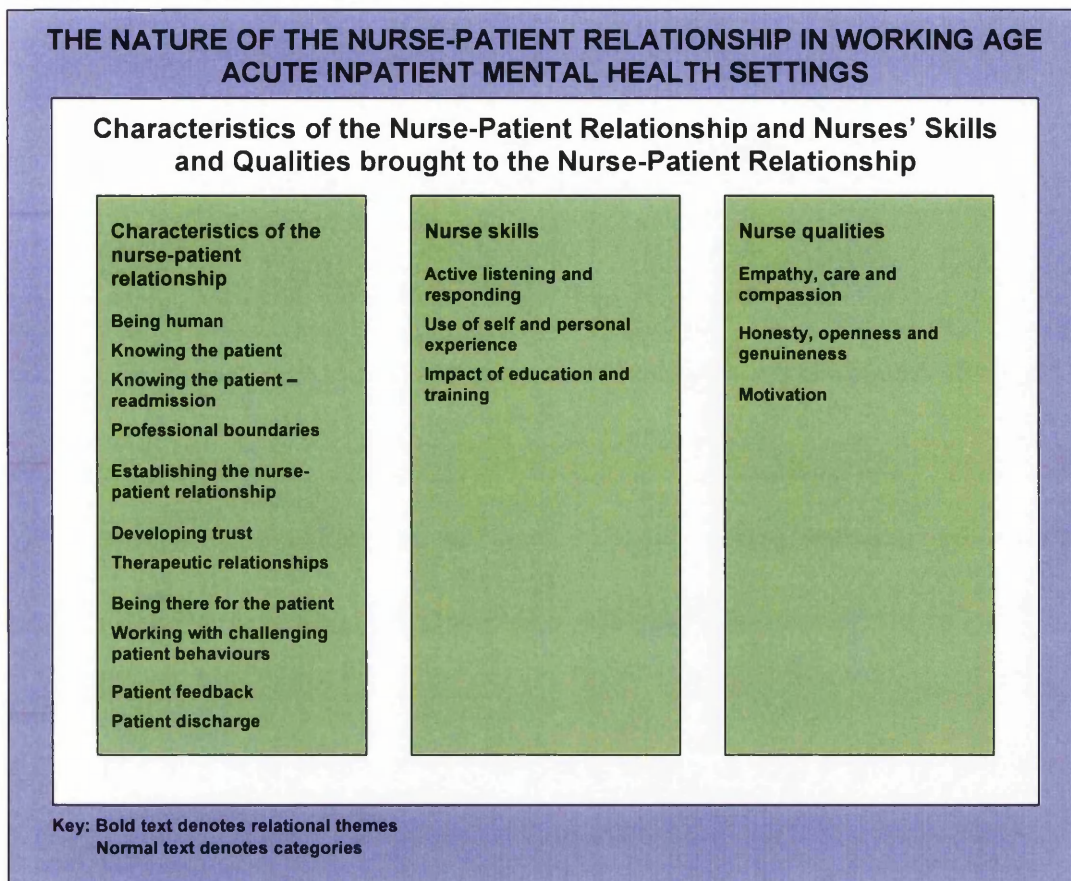 THE NATURE OF THE NURSE-PATIENT RELATIONSHIP IN WORKING AGE
ACUTE INPATIENT MENTAL HEALTH SETTINGS
Characteristics of the Nurse-Patient Relationship and Nurses' Skills
and Qualities brought to the Nurse-Patient Relationship
Characteristics of the
nurse-patient
relationship
Being human
Knowing the patient
Knowing the patient –
readmission
Professional boundaries
Establishing the nurse-
patient relationship
Developing trust
Therapeutic relationships
Being there for the patient
Working with challenging
patient behaviours
Patient feedback
Patient discharge
Nurse skills
Active listening and
responding
Use of self and personal
experience
Impact of education and
training
Nurse qualities
Empathy, care and
compassion
Honesty, openness and
genuineness
Motivation
Key: Bold text denotes relational themes
Normal text denotes categories